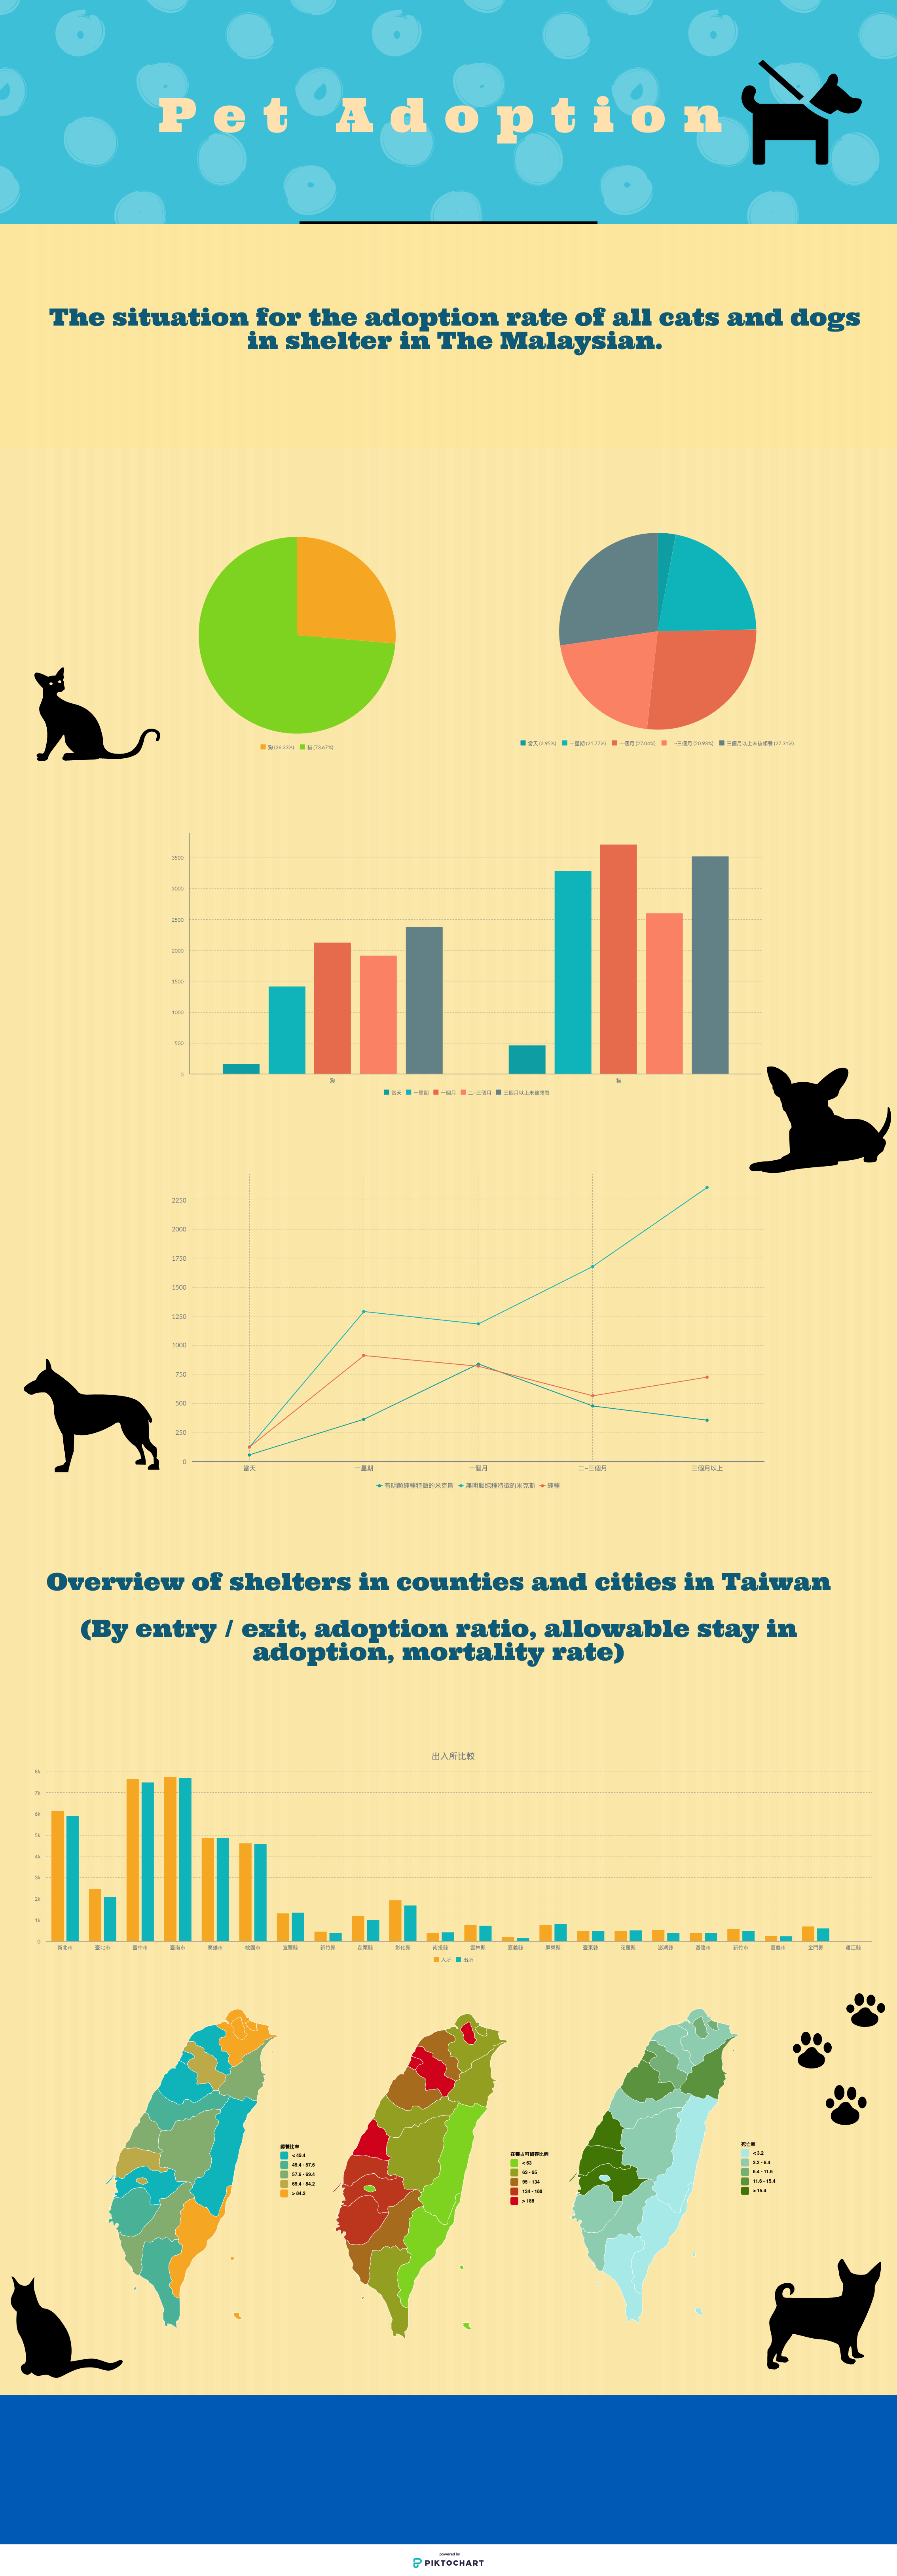 Pet Adoption
The situation for the adoption rate of all cats and dogs
in shelter in The Malaysian.
狗 (26.33%) 貓 (73.67%)
當天 (2.95%) 一星期 (21.77%) 一個月 (27.04%) 二~三個月 (20.93%) 三個月以上未被領養 (27.31%)
3500
3000
2500
2000
1500
1000
500
0
狗 貓
當天 一星期 一個月 二~三個月 三個月以上未被領養
2250
2000
1750
1500
1250
1000
750
500
250
0
當天 一星期 一個月 二~三個月 三個月以上
有明顯純種特徵的米克斯 無明顯純種特徵的米克斯 純種
Overview of shelters in counties and cities in Taiwan
(By entry / exit, adoption ratio, allowable stay in
adoption, mortality rate)
出入所比較
8k
7k
6k
5k
4k
3k
2k
1k
0
新北市 臺北市 臺中市 臺南市 高雄市 桃園市 宜蘭縣 新竹縣 苗栗縣 彰化縣 南投縣 雲林縣 嘉義縣 屏東縣 臺東縣 花蓮縣 澎湖縣 基隆市 新竹市 嘉義市 金門縣 連江縣
入所 出所
認養比率
< 49.4
49.4 - 57.6
57.6 - 69.4
69.4 - 84.2
> 84.2
在養占可留容比例
< 63
63 - 95
95 - 134
134 - 188
> 188
死亡率
< 3.2
3.2 - 6.4
6.4 - 11.6
11.6 - 15.4
> 15.4
powered by
PIKTOCHART